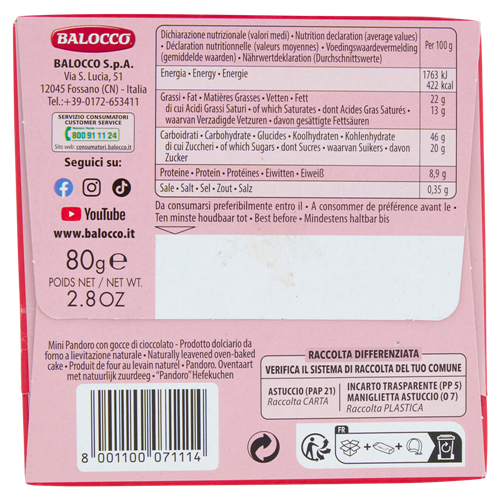 BALOCCO
BALOCCO S.p.A.
Via S. Lucia, 51
12045 Fossano (CN) - Italia
Tel.:+39-0172-653411
SERVIZIO CONSUMATORI
CUSTOMER SERVICE
Numero Verde
800 91 11 24
Sito web: consumatori.balocco.it
Seguici su:
YouTube
www.balocco.it
80g e
POIDS NET / NET WT.
2.8 OZ
Dichiarazione nutrizionale (valori medi) • Nutrition declaration (average values)
• Déclaration nutritionnelle (valeurs moyennes) • Voedingswaardevermelding
(gemiddelde waarden) • Nährwertdeklaration (Durchschnittswerte)
Per 100 g
Energia • Energy • Energie 1763 kJ
422 kcal
Grassi • Fat • Matières Grasses • Vetten • Fett 22 g
di cui Acidi Grassi Saturi • of which Saturates • dont Acides Gras Saturés • 13 g
waarvan Verzadigde Vetzuren • davon gesättigte Fettsäuren
Carboidrati • Carbohydrate • Glucides • Koolhydraten • Kohlenhydrate 46 g
di cui Zuccheri • of which Sugars • dont Sucres • waarvan Suikers • davon 20 g
Zucker
Proteine • Protein • Protéines • Eiwitten • Eiweiß 8,9 g
Sale • Salt • Sel • Zout • Salz 0,35 g
Da consumarsi preferibilmente entro il • A consommer de préférence avant le •
Ten minste houdbaar tot • Best before • Mindestens haltbar bis
Mini Pandoro con gocce di cioccolato - Prodotto dolciario da
forno a lievitazione naturale • Naturally leavened oven-baked
cake • Produit de four au levain naturel • Pandoro. Oventaart
met natuurlijk zuurdeeg • "Pandoro" Hefekuchen
8 001100 071114
RACCOLTA DIFFERENZIATA
VERIFICA IL SISTEMA DI RACCOLTA DEL TUO COMUNE
ASTUCCIO (PAP 21)
Raccolta CARTA
INCARTO TRASPARENTE (PP 5)
MANIGLIETTA ASTUCCIO (O 7)
Raccolta PLASTICA
FR
+ +